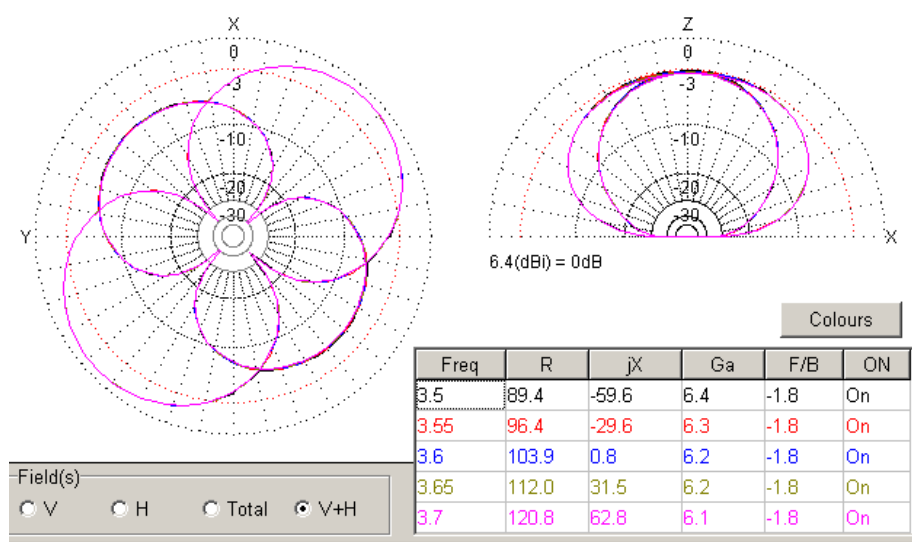 X
0
-3
-10
-20
-30
Y
Z
0
-3
-10
-20
-30
X
6.4(dBi) = 0dB
Colours
Freq R jX Ga F/B ON
3.5 89.4 -59.6 6.4 -1.8 On
3.55 96.4 -29.6 6.3 -1.8 On
3.6 103.9 0.8 6.2 -1.8 On
3.65 112.0 31.5 6.2 -1.8 On
3.7 120.8 62.8 6.1 -1.8 On
Field(s)
V H Total V+H